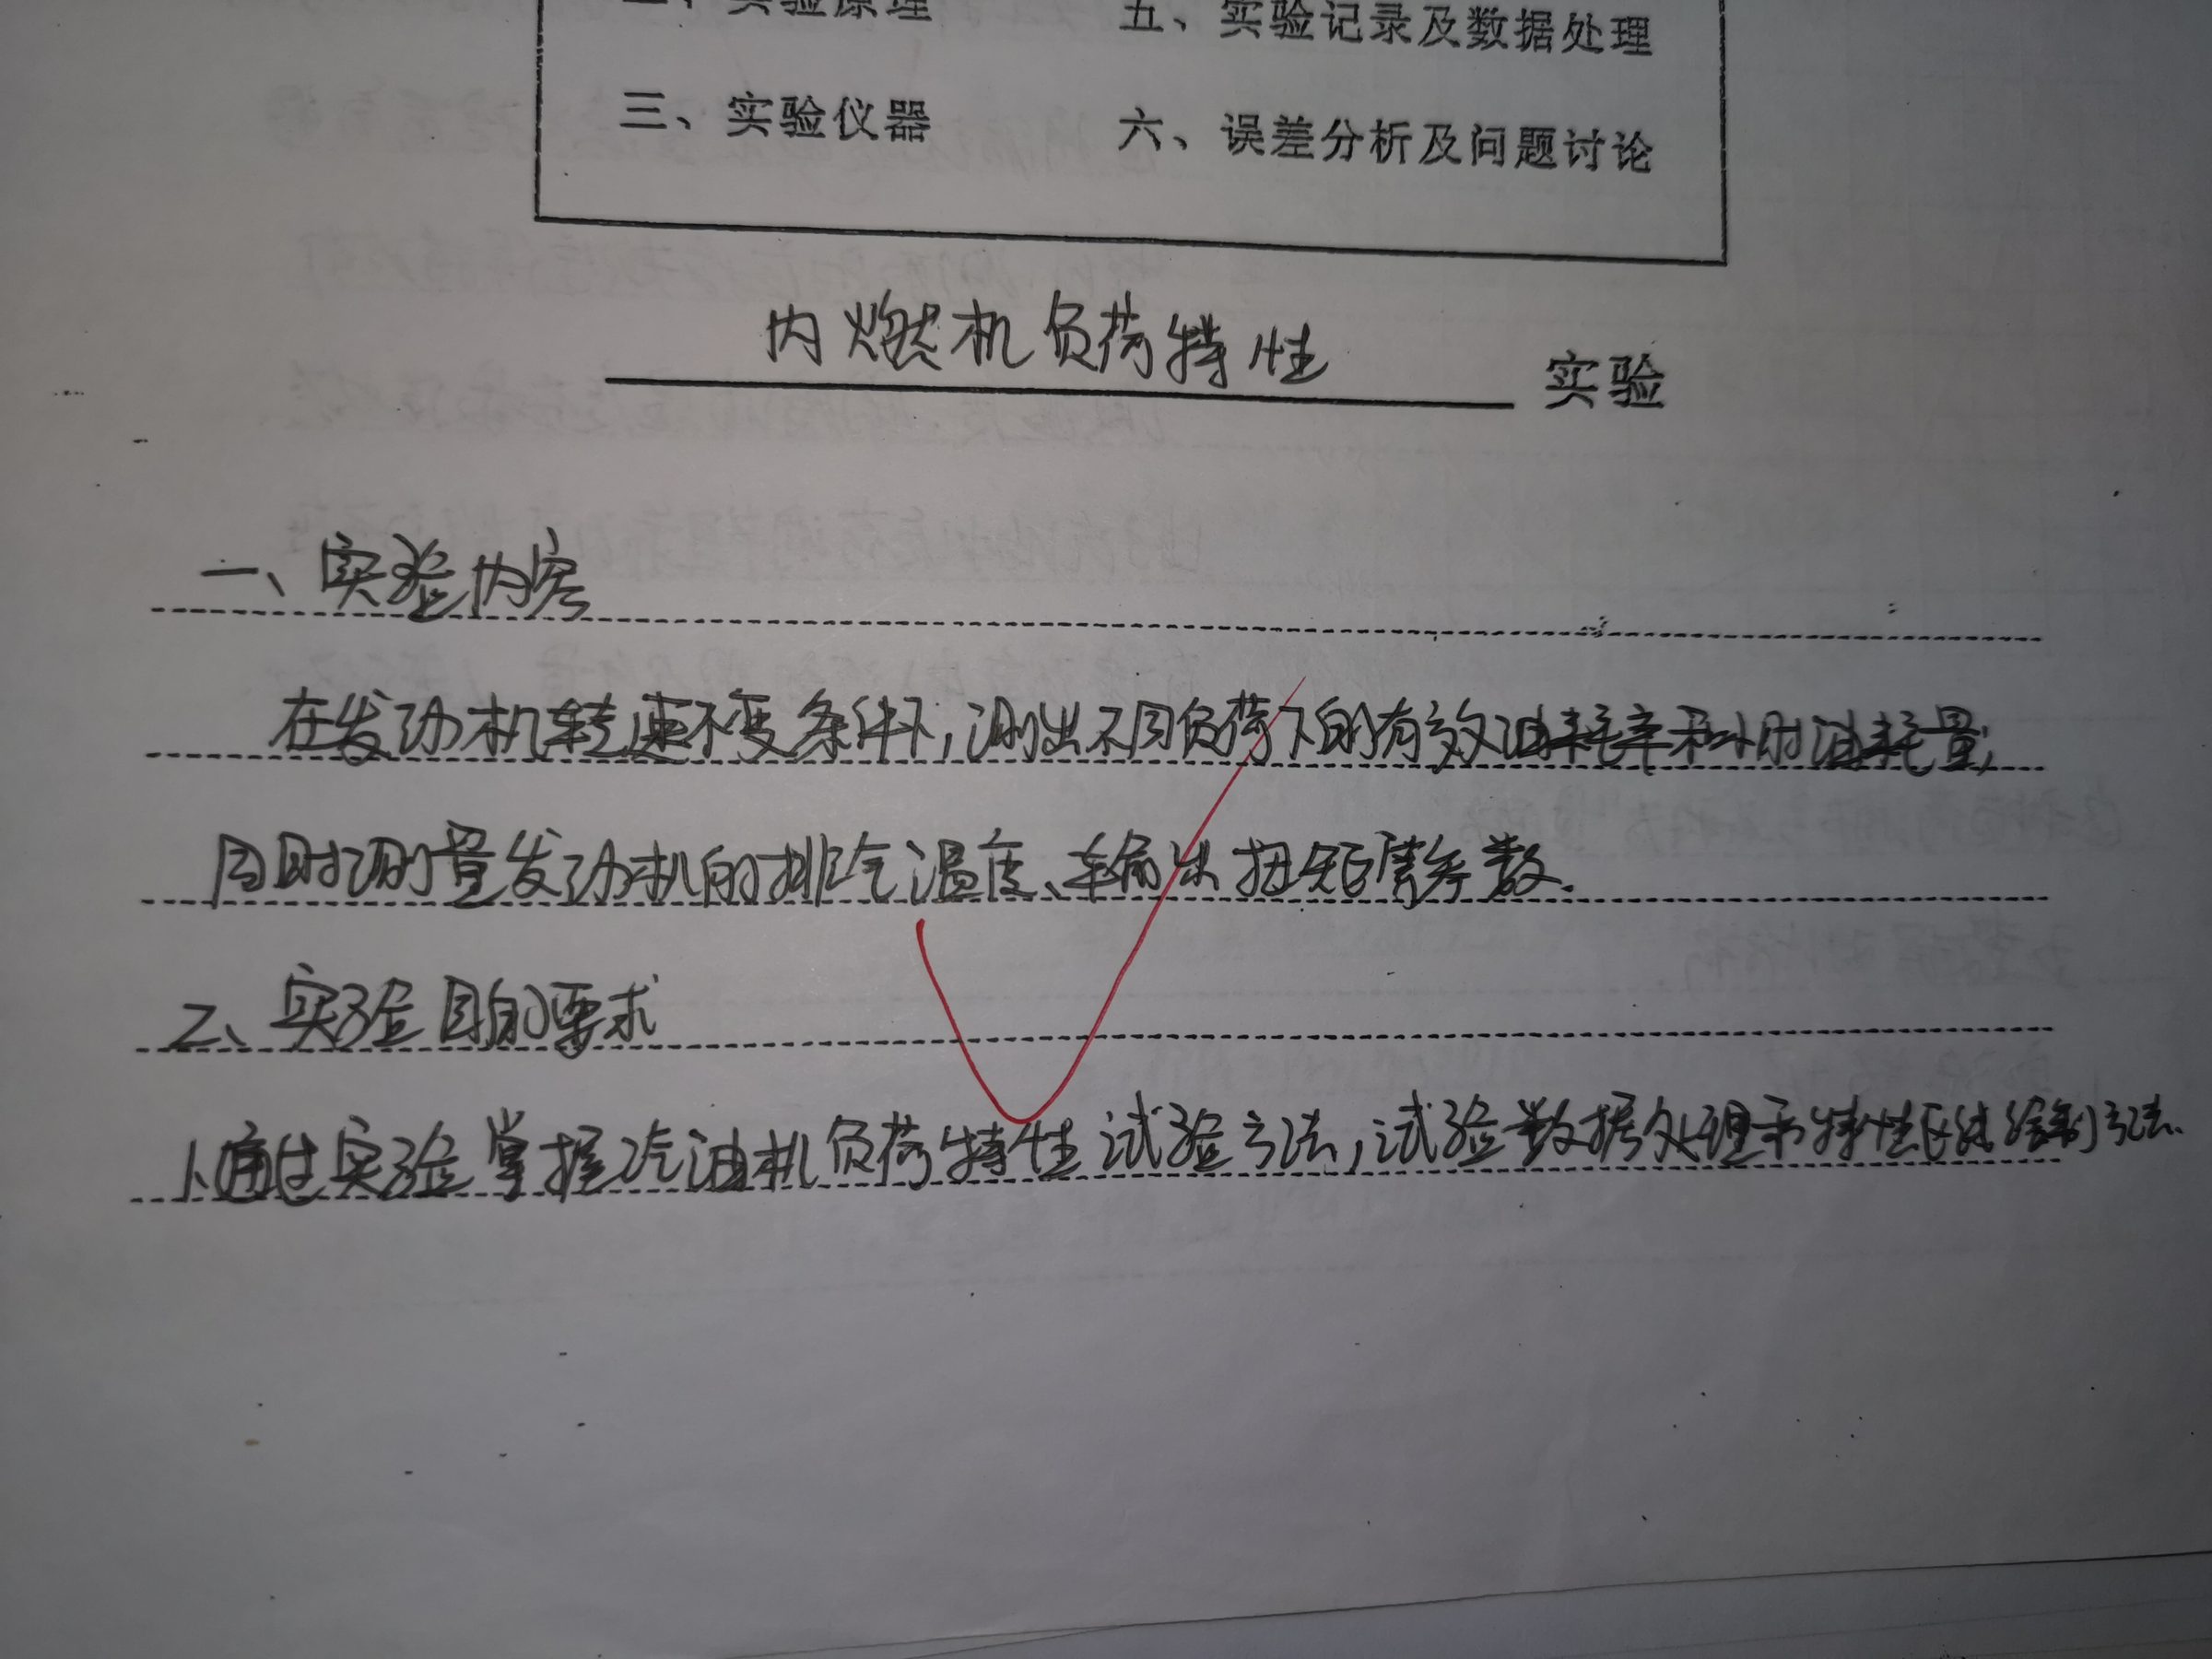 二、实验原理 五、实验记录及数据处理
三、实验仪器 六、误差分析及问题讨论
内燃机负荷特性 实验
一、实验内容
在发动机转速不变条件下,测出不同负荷下的有效油耗率和小时油耗量,
同时测量发动机的排气温度、输出扭矩等参数.
2、实验目的要求
1、通过实验掌握汽油机负荷特性试验方法,试验数据处理和特性曲线绘制方法.